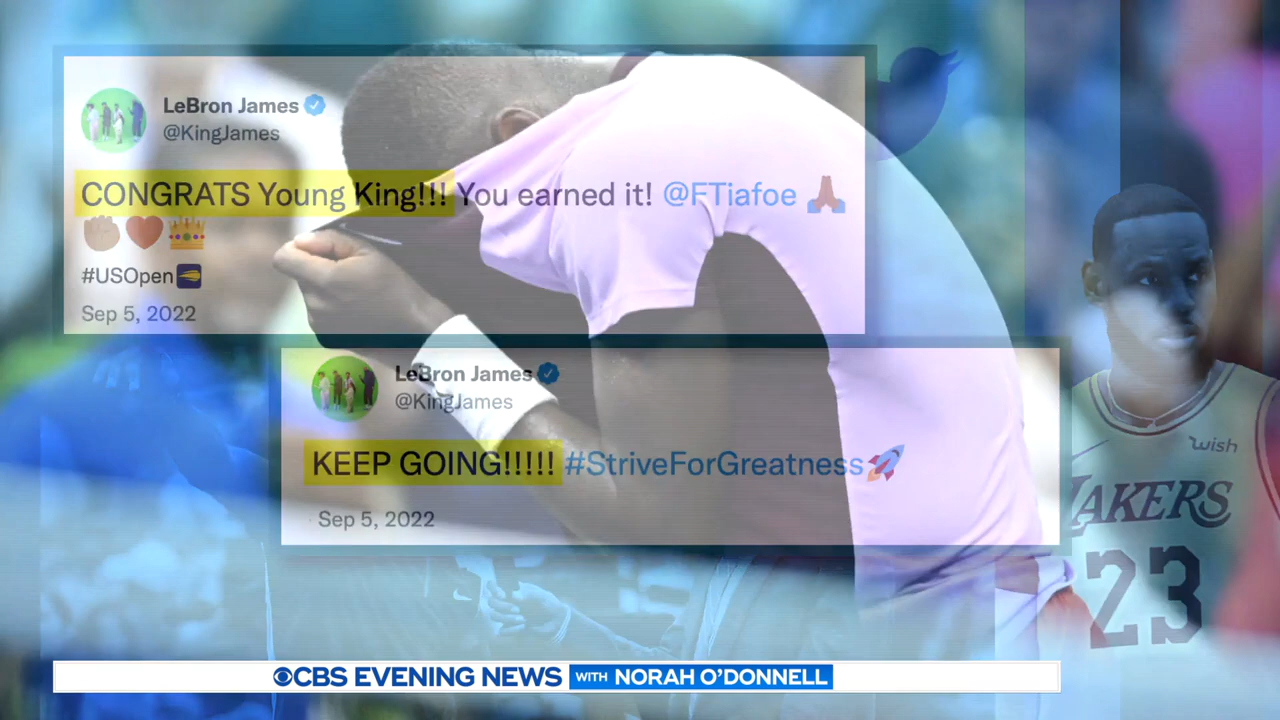 LeBron James
@KingJames
CONGRATS Young King!!! You earned it! @FTiafoe 🙏🏾
✊🏾❤️👑
#USOpen
Sep 5, 2022
LeBron James
@KingJames
KEEP GOING!!!!! #StriveForGreatness🚀
Sep 5, 2022
wish
LAKERS
23
CBS EVENING NEWS WITH NORAH O'DONNELL